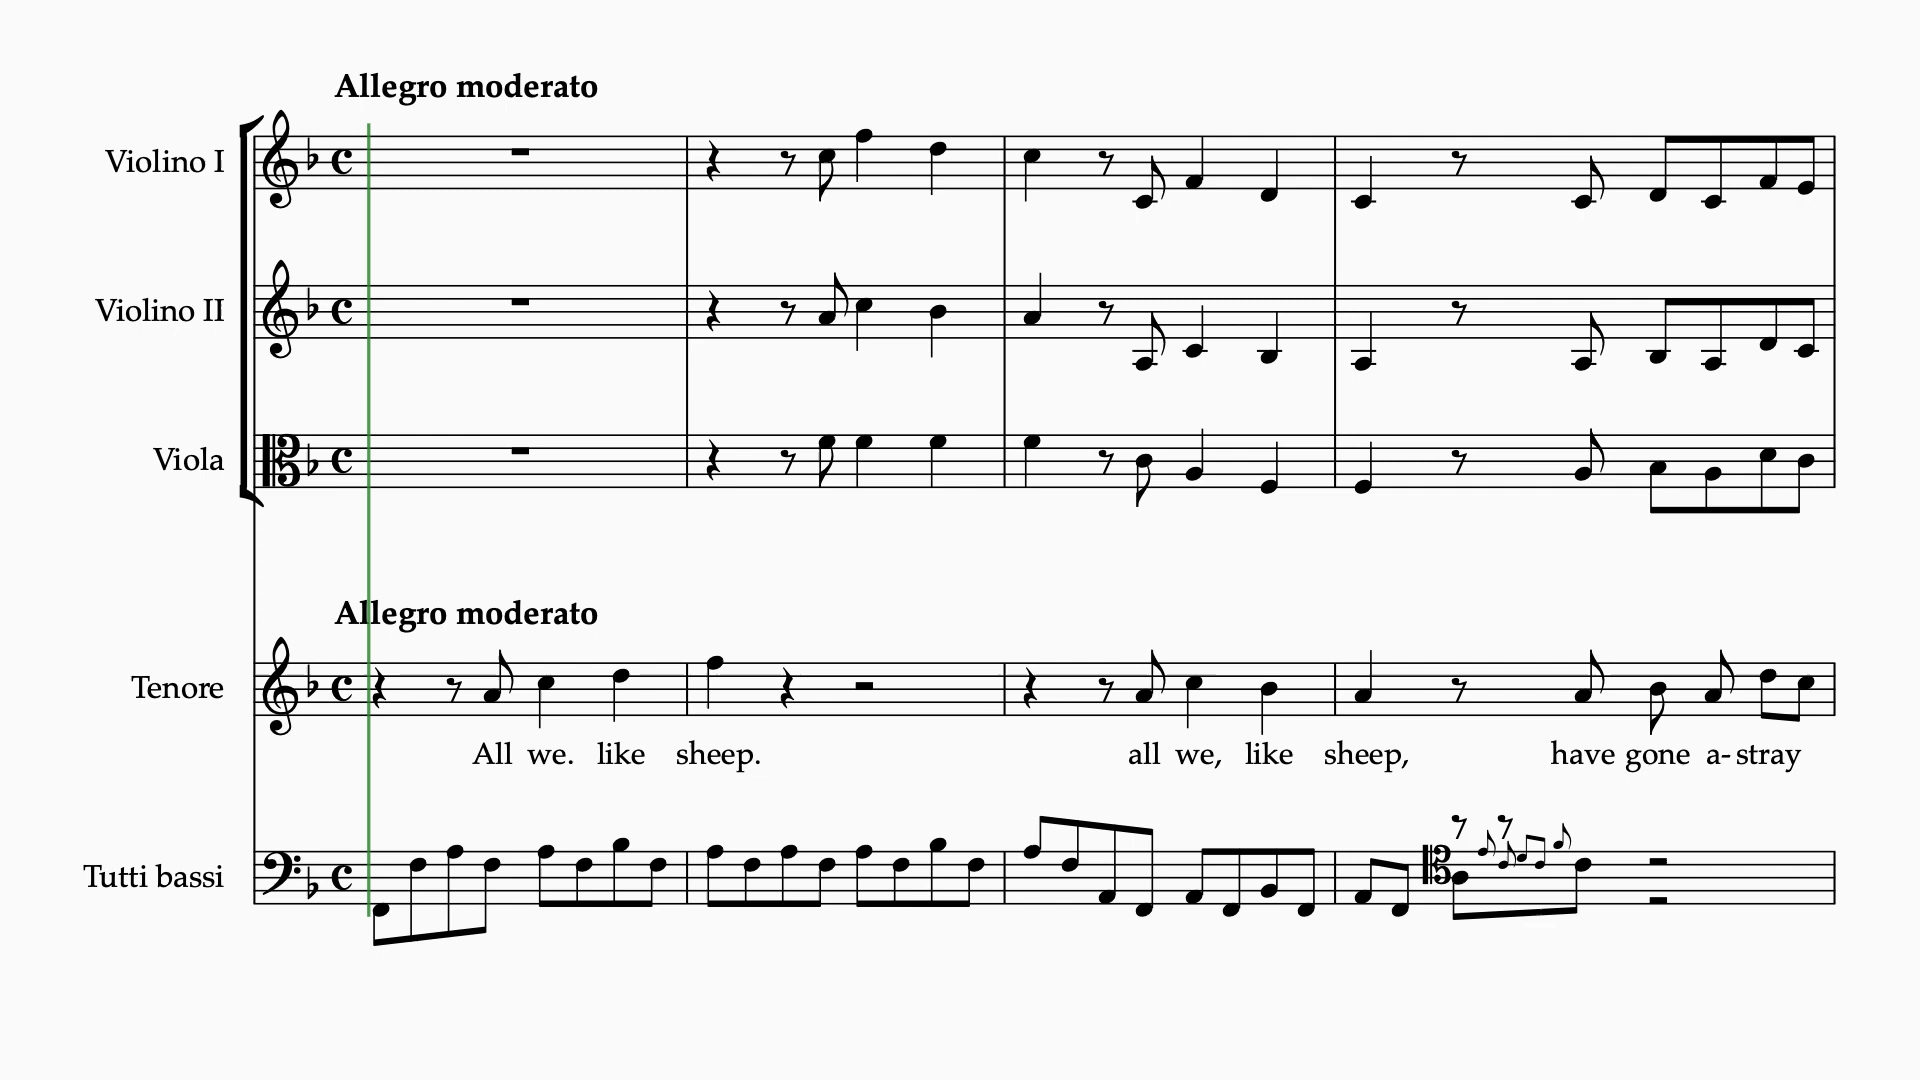 Allegro moderato
Violino I
Violino II
Viola
Allegro moderato
Tenore
All we. like sheep. all we, like sheep, have gone a- stray
Tutti bassi